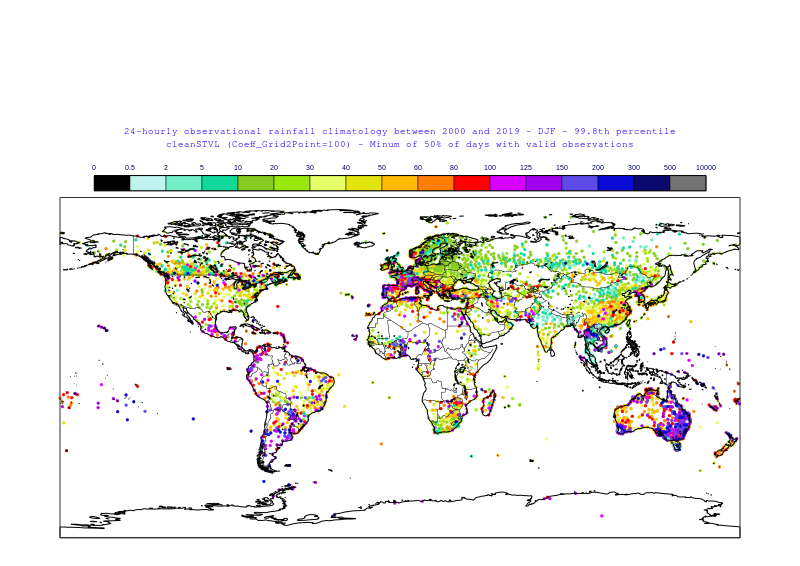 24-hourly observational rainfall climatology between 2000 and 2019 - DJF - 99.8th percentile
cleanSTVL (Coeff_Grid2Point=100) - Minum of 50% of days with valid observations
0 0.5 2 5 10 20 30 40 50 60 80 100 125 150 200 300 500 10000